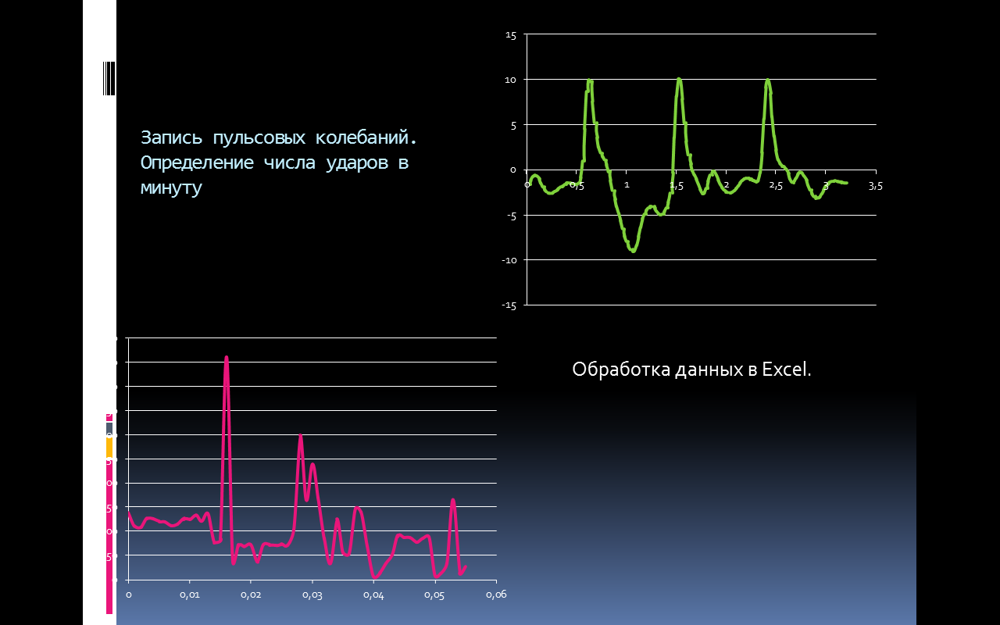 Запись пульсовых колебаний.
Определение числа ударов в
минуту
15
10
5
0
-5
-10
-15
0 0,5 1 1,5 2 2,5 3 3,5
Обработка данных в Excel.
0
0 0,01 0,02 0,03 0,04 0,05 0,06